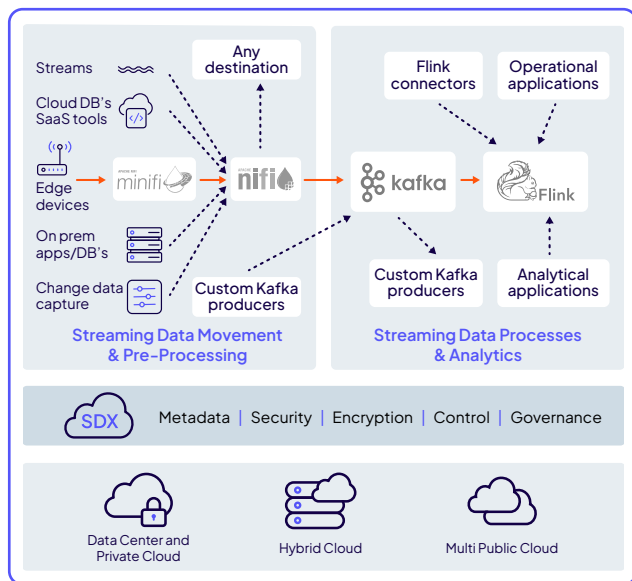 Any
destination
Streams
Cloud DB's
SaaS tools
</>
Edge
devices
minifi
nifi
On prem
apps/DB's
Change data
capture
Custom Kafka
producers
Streaming Data Movement
& Pre-Processing
Flink
connectors
Operational
applications
kafka
Flink
Custom Kafka
producers
Analytical
applications
Streaming Data Processes
& Analytics
SDX
Metadata | Security | Encryption | Control | Governance
Data Center and
Private Cloud
Hybrid Cloud
Multi Public Cloud